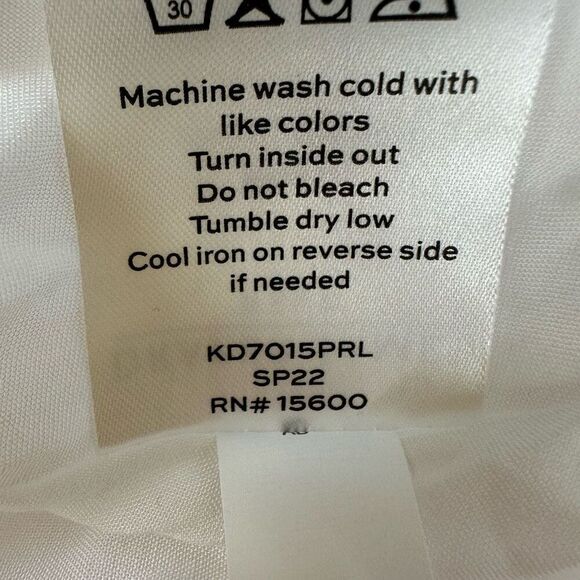 30
Machine wash cold with
like colors
Turn inside out
Do not bleach
Tumble dry low
Cool iron on reverse side
if needed
KD7015PRL
SP22
RN# 15600